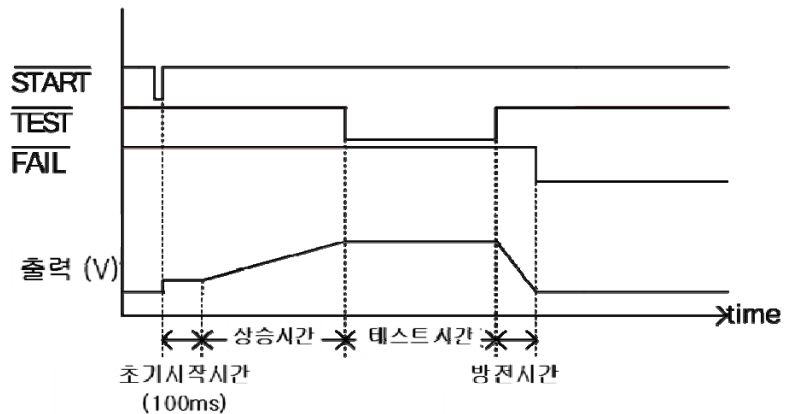 START
TEST
FAIL
출력 (V)
time
상승시간
테스트 시간
초기시작시간
(100ms)
방전시간